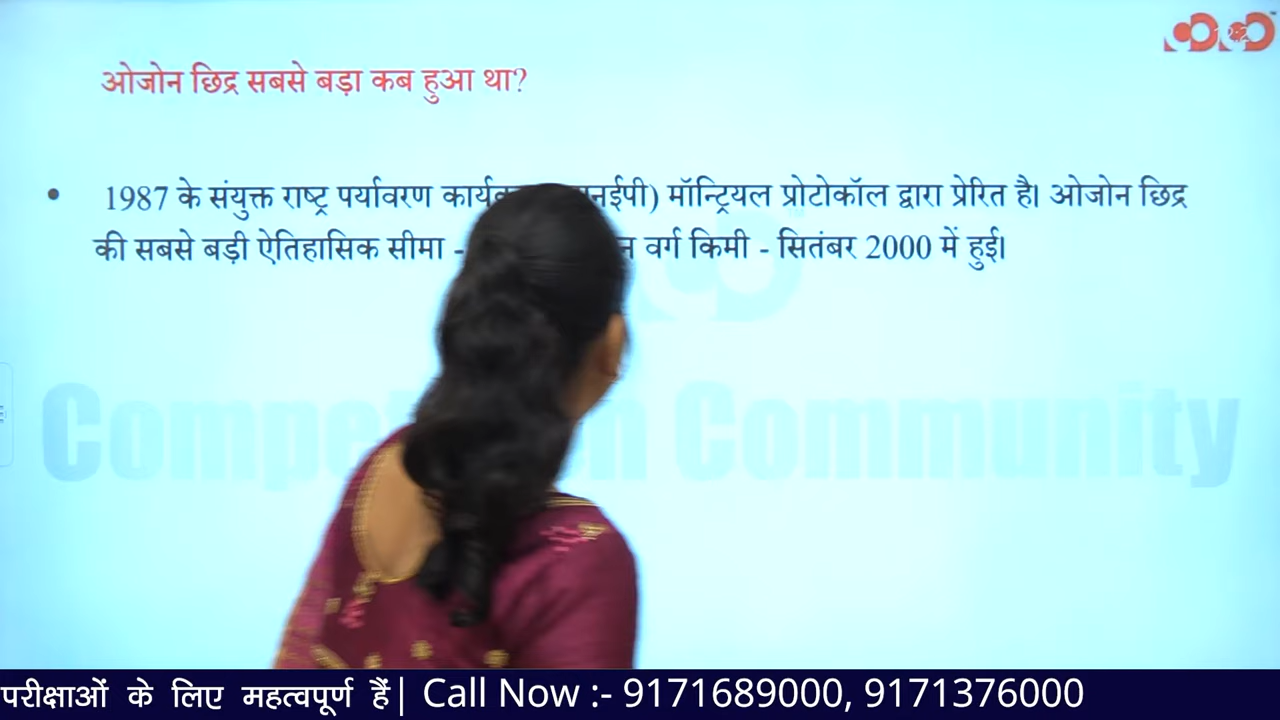 ओजोन छिद्र सबसे बड़ा कब हुआ था?
• 1987 के संयुक्त राष्ट्र पर्यावरण मॉन्ट्रियल प्रोटोकॉल द्वारा प्रेरित है। ओजोन छिद्र
की सबसे बड़ी ऐतिहासिक सीमा - वर्ग किमी - सितंबर 2000 में हुई।
Community
परीक्षाओं के लिए महत्वपूर्ण हैं| Call Now :- 9171689000, 9171376000